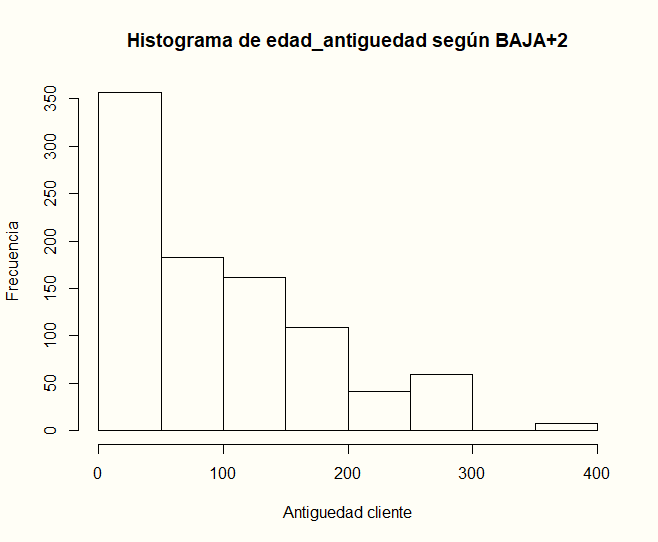 Histograma de edad_antiguedad según BAJA+2
Frecuencia
350
300
250
200
150
100
50
0
0 100 200 300 400
Antiguedad cliente